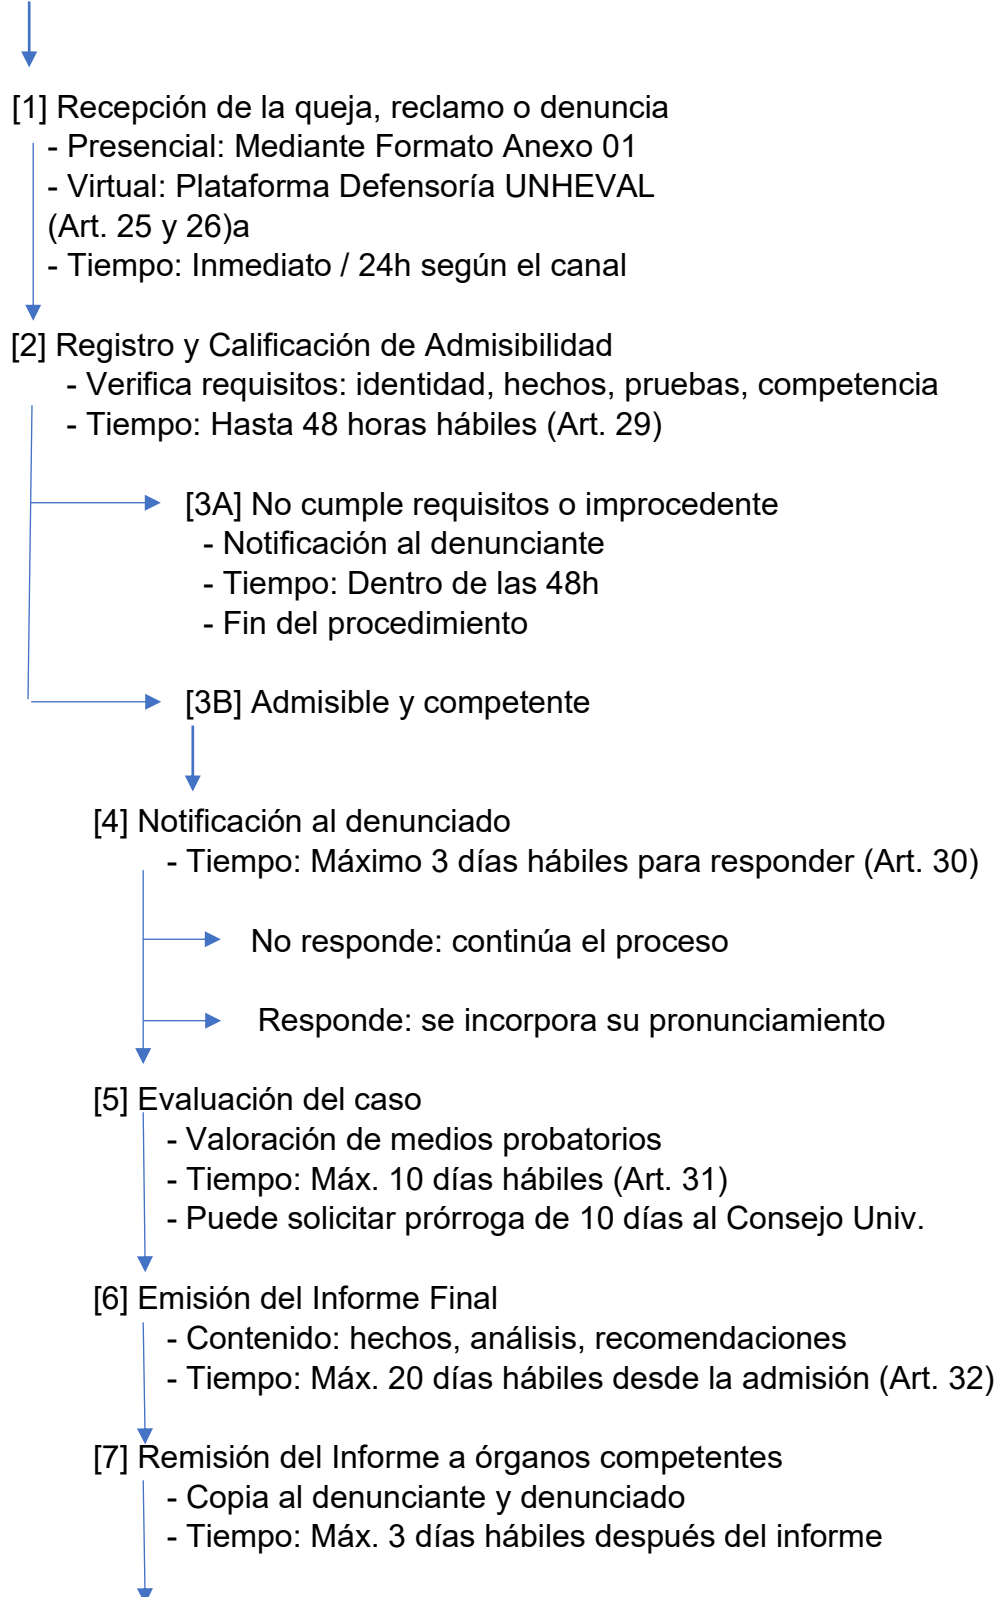 [1] Recepción de la queja, reclamo o denuncia
- Presencial: Mediante Formato Anexo 01
- Virtual: Plataforma Defensoría UNHEVAL
(Art. 25 y 26)a
- Tiempo: Inmediato / 24h según el canal
[2] Registro y Calificación de Admisibilidad
- Verifica requisitos: identidad, hechos, pruebas, competencia
- Tiempo: Hasta 48 horas hábiles (Art. 29)
[3A] No cumple requisitos o improcedente
- Notificación al denunciante
- Tiempo: Dentro de las 48h
- Fin del procedimiento
[3B] Admisible y competente
[4] Notificación al denunciado
- Tiempo: Máximo 3 días hábiles para responder (Art. 30)
No responde: continúa el proceso
Responde: se incorpora su pronunciamiento
[5] Evaluación del caso
- Valoración de medios probatorios
- Tiempo: Máx. 10 días hábiles (Art. 31)
- Puede solicitar prórroga de 10 días al Consejo Univ.
[6] Emisión del Informe Final
- Contenido: hechos, análisis, recomendaciones
- Tiempo: Máx. 20 días hábiles desde la admisión (Art. 32)
[7] Remisión del Informe a órganos competentes
- Copia al denunciante y denunciado
- Tiempo: Máx. 3 días hábiles después del informe